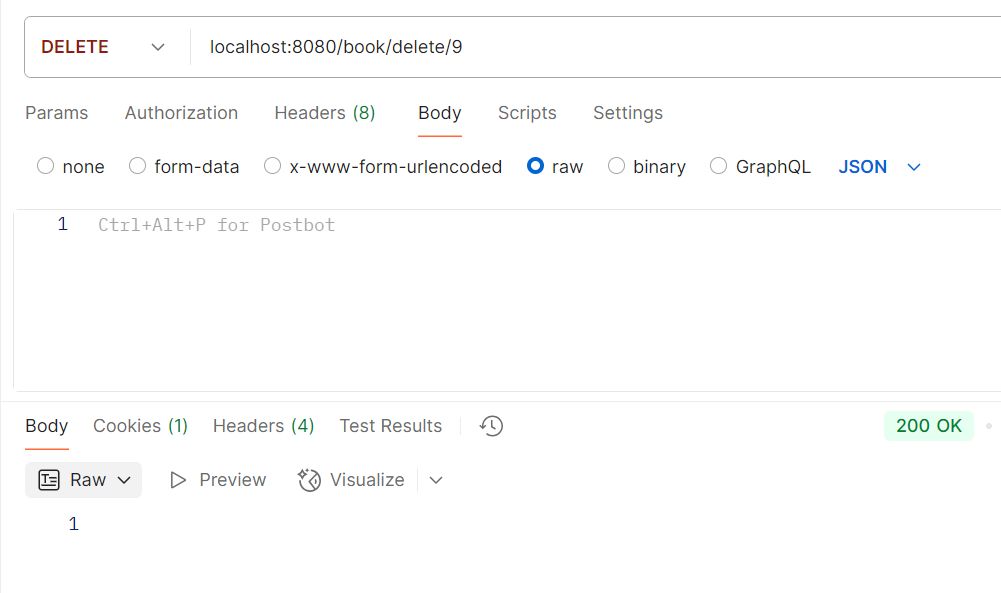 DELETE localhost:8080/book/delete/9
Params Authorization Headers (8) Body Scripts Settings
none form-data x-www-form-urlencoded raw binary GraphQL JSON
1 Ctrl+Alt+P for Postbot
Body Cookies (1) Headers (4) Test Results 200 OK
Raw Preview Visualize
1